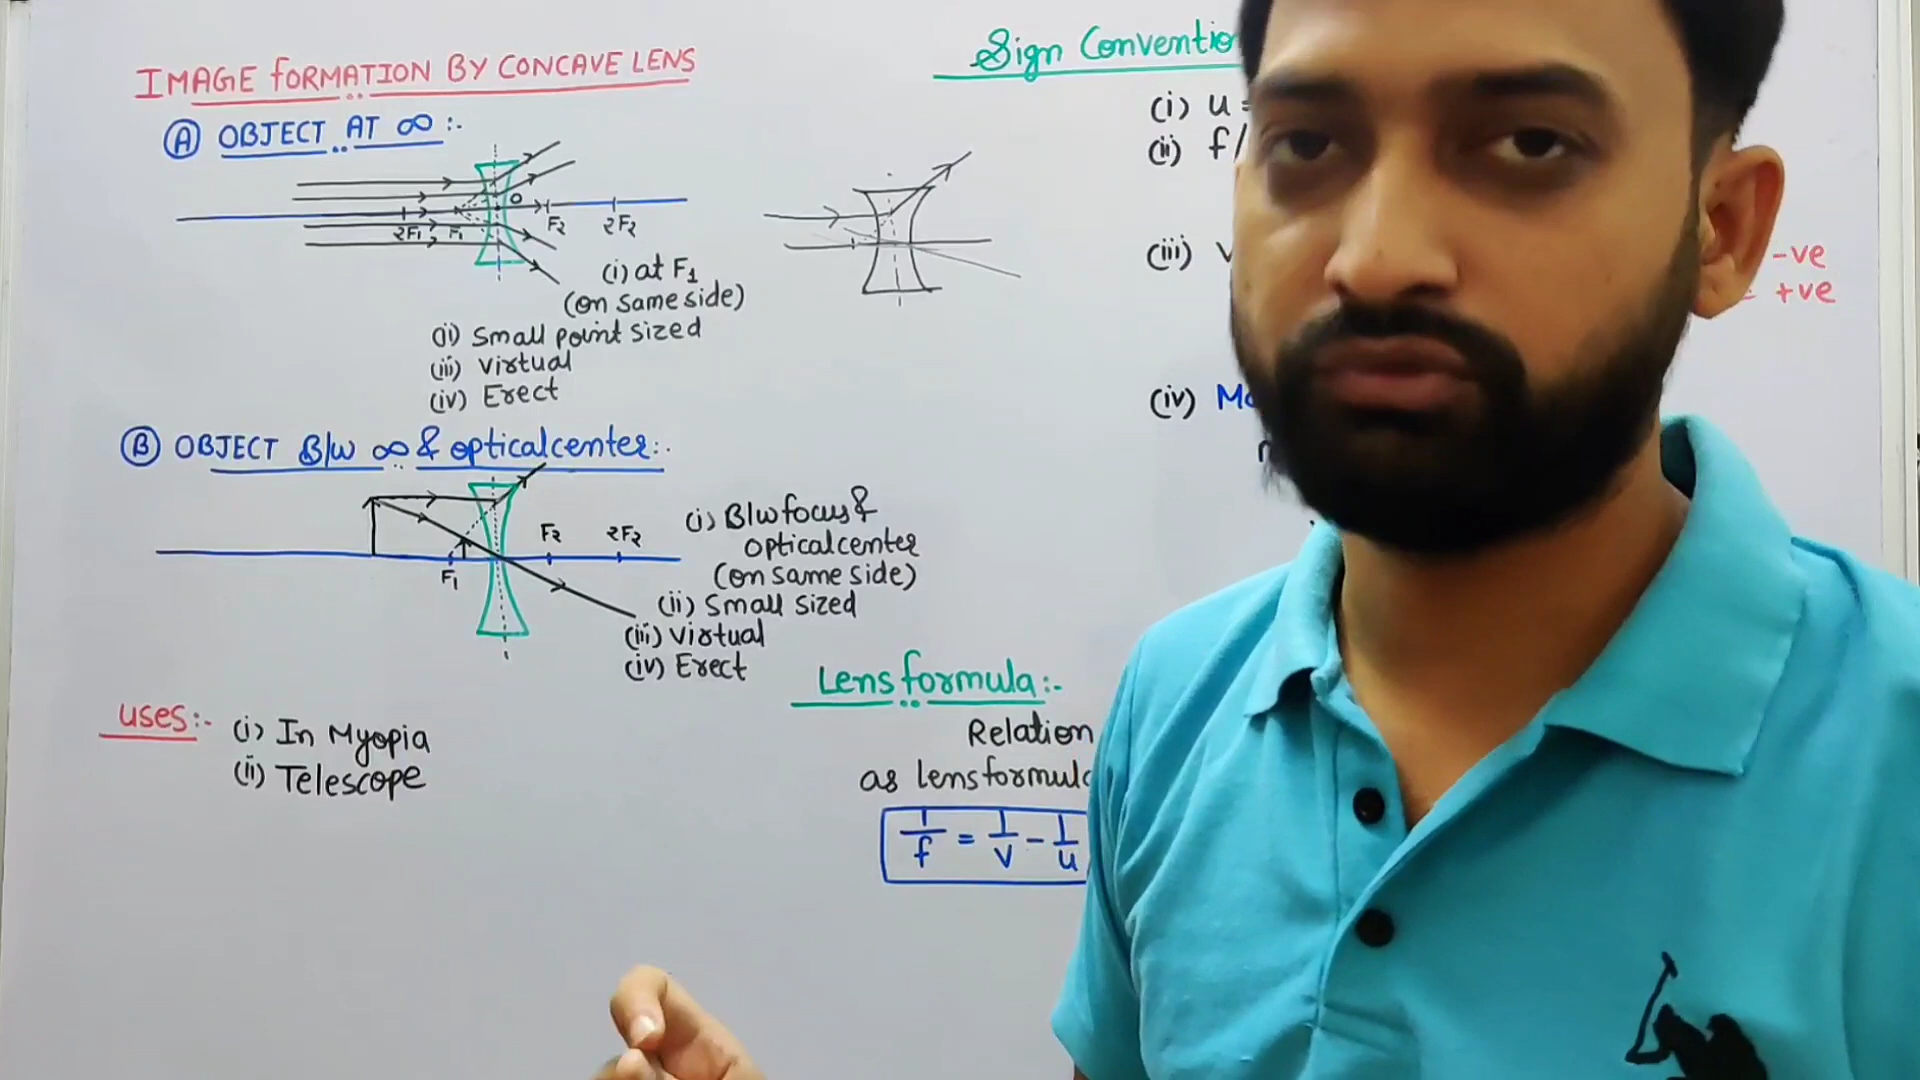 IMAGE FORMATION BY CONCAVE LENS
(A) OBJECT AT ∞ :-
O
2F₁ F₁ F₂ 2F₂
(i) at F₁
(on same side)
(ii) Small point sized
(iii) Virtual
(iv) Erect
(B) OBJECT B/w ∞ & optical center:-
F₁ F₂ 2F₂
(i) B/w focus &
optical center
(on same side)
(ii) Small sized
(iii) Virtual
(iv) Erect
Uses:- (i) In Myopia
(ii) Telescope
Sign
(i) u =
(ii) f/
(iii)
-ve
+ve
(iv)
Lens formula:-
Relation
as lens
1/f = 1/v - 1/u